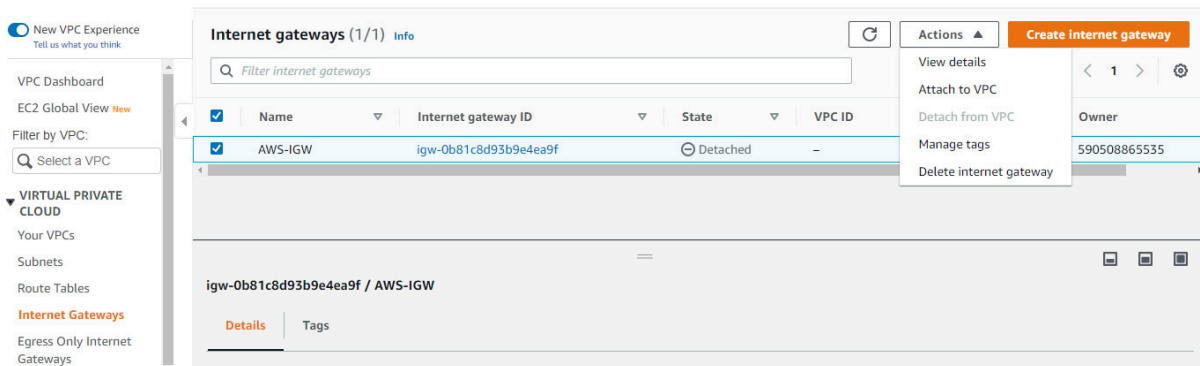 New VPC Experience
Tell us what you think
VPC Dashboard
EC2 Global View New
Filter by VPC:
Select a VPC
VIRTUAL PRIVATE
CLOUD
Your VPCs
Subnets
Route Tables
Internet Gateways
Egress Only Internet
Gateways
Internet gateways (1/1) Info
Actions
Create internet gateway
Filter internet gateways
1
View details
Attach to VPC
Detach from VPC
Manage tags
Delete internet gateway
Name Internet gateway ID State VPC ID Owner
AWS-IGW igw-0b81c8d93b9e4ea9f Detached – 590508865535
igw-0b81c8d93b9e4ea9f / AWS-IGW
Details Tags